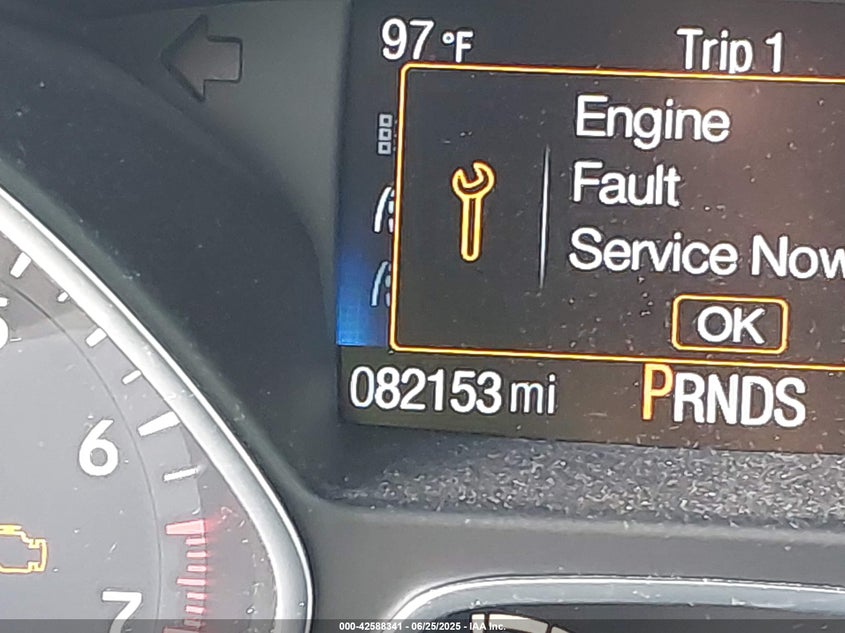 97 °F
Trip 1
Engine
Fault
Service Now
OK
082153 mi
PRNDS
6
7
000-42588341 - 06/25/2025 - IAA Inc.